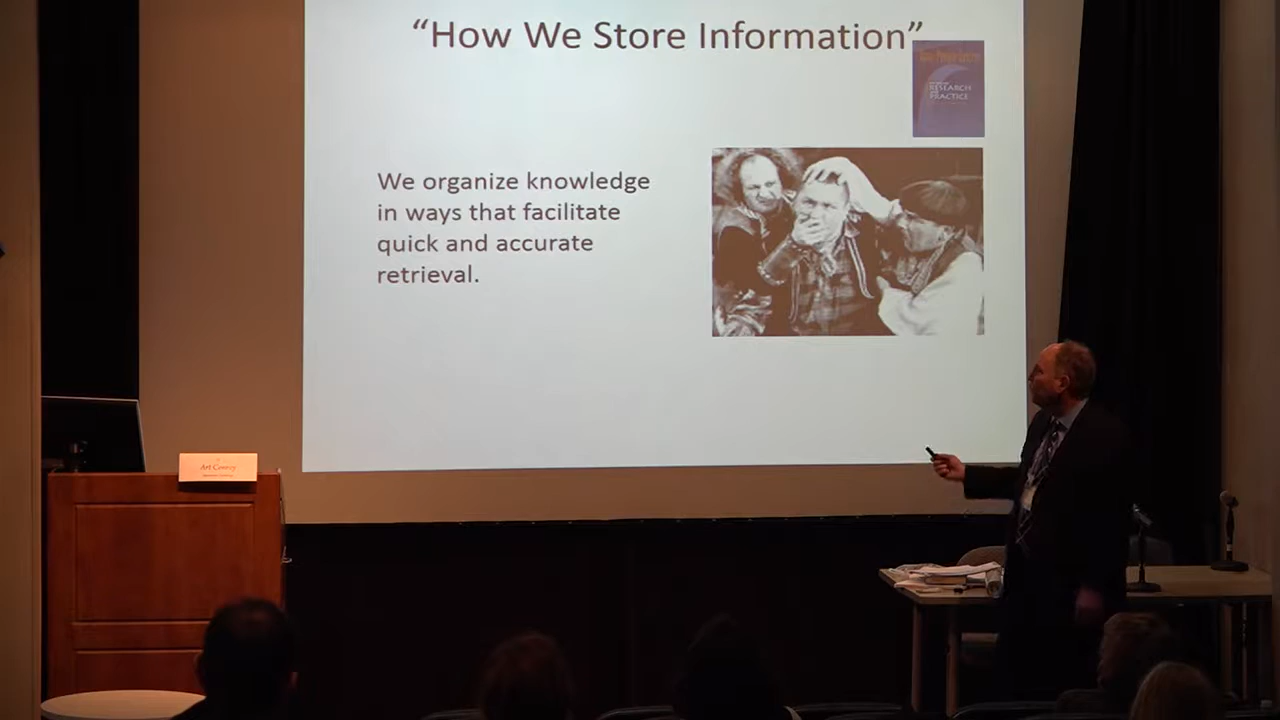 “How We Store Information”
RESEARCH
PRACTICE
We organize knowledge
in ways that facilitate
quick and accurate
retrieval.
Art Conroy